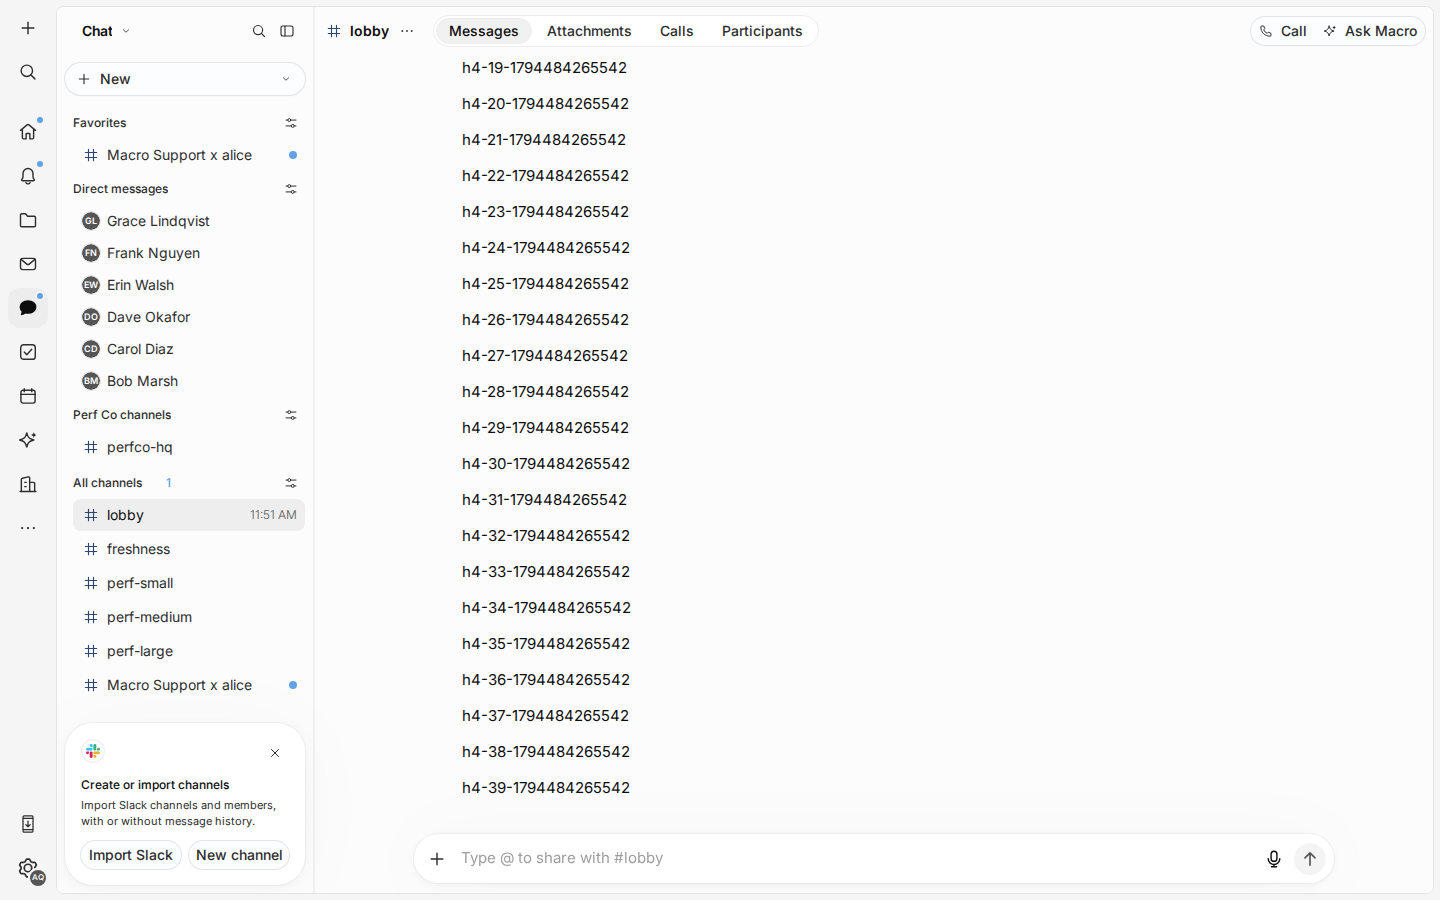 Chat
New
Favorites
Macro Support x alice
Direct messages
GL Grace Lindqvist
FN Frank Nguyen
EW Erin Walsh
DO Dave Okafor
CD Carol Diaz
BM Bob Marsh
Perf Co channels
perfco-hq
All channels 1
lobby 11:51 AM
freshness
perf-small
perf-medium
perf-large
Macro Support x alice
Create or import channels
Import Slack channels and members,
with or without message history.
Import Slack New channel
AQ
lobby Messages Attachments Calls Participants Call Ask Macro
h4-19-1794484265542
h4-20-1794484265542
h4-21-1794484265542
h4-22-1794484265542
h4-23-1794484265542
h4-24-1794484265542
h4-25-1794484265542
h4-26-1794484265542
h4-27-1794484265542
h4-28-1794484265542
h4-29-1794484265542
h4-30-1794484265542
h4-31-1794484265542
h4-32-1794484265542
h4-33-1794484265542
h4-34-1794484265542
h4-35-1794484265542
h4-36-1794484265542
h4-37-1794484265542
h4-38-1794484265542
h4-39-1794484265542
Type @ to share with #lobby